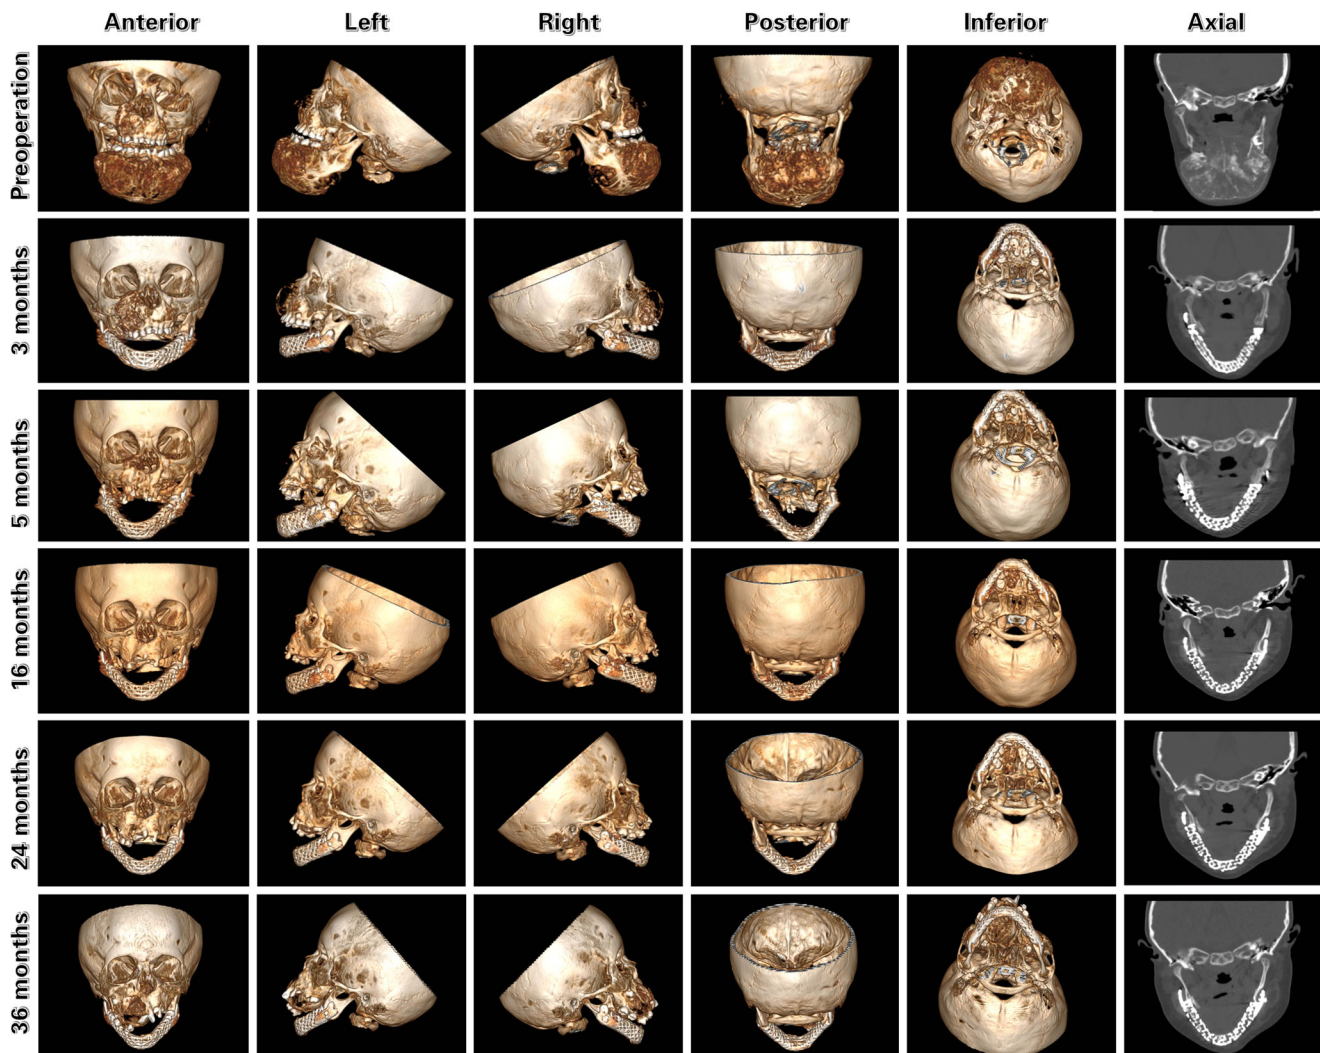 Anterior Left Right Posterior Inferior Axial
Preoperation
3 months
5 months
16 months
24 months
36 months